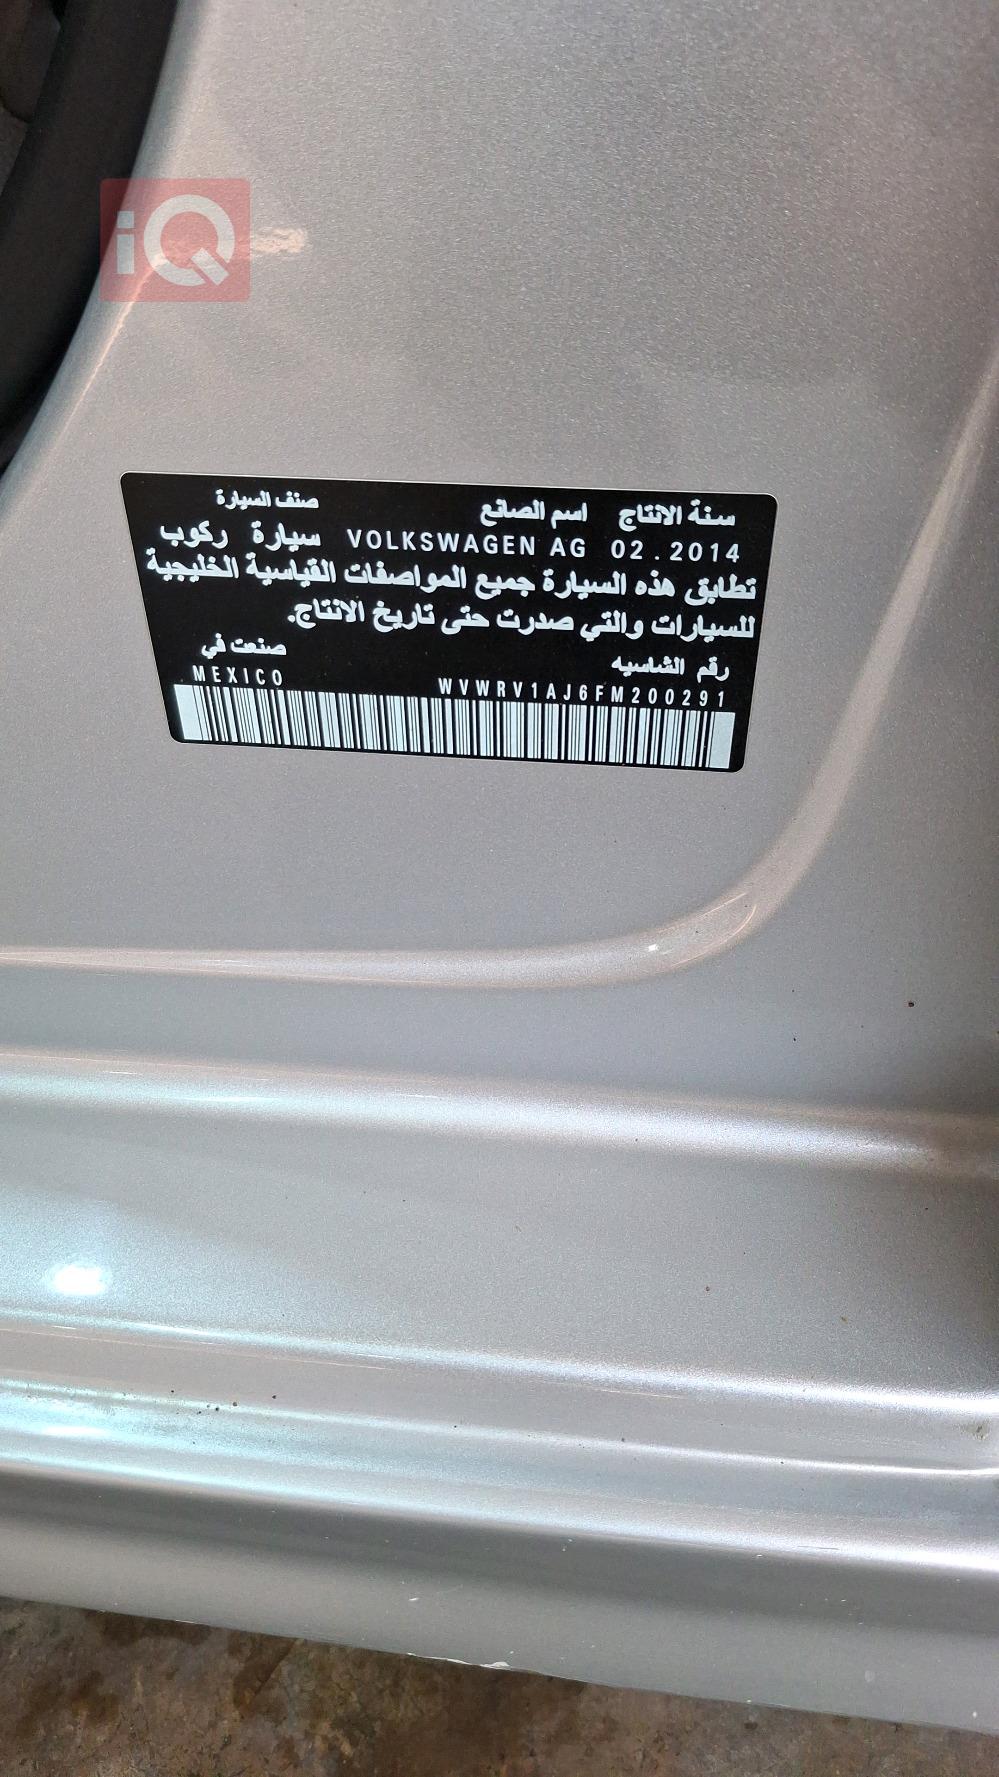 iQ
سنة الانتاج اسم الصانع صنف السيارة
02.2014 VOLKSWAGEN AG سيارة ركوب
تطابق هذه السيارة جميع المواصفات القياسية الخليجية
للسيارات والتي صدرت حتى تاريخ الانتاج.
رقم الشاسيه صنعت في
WVWRV1AJ6FM200291 MEXICO